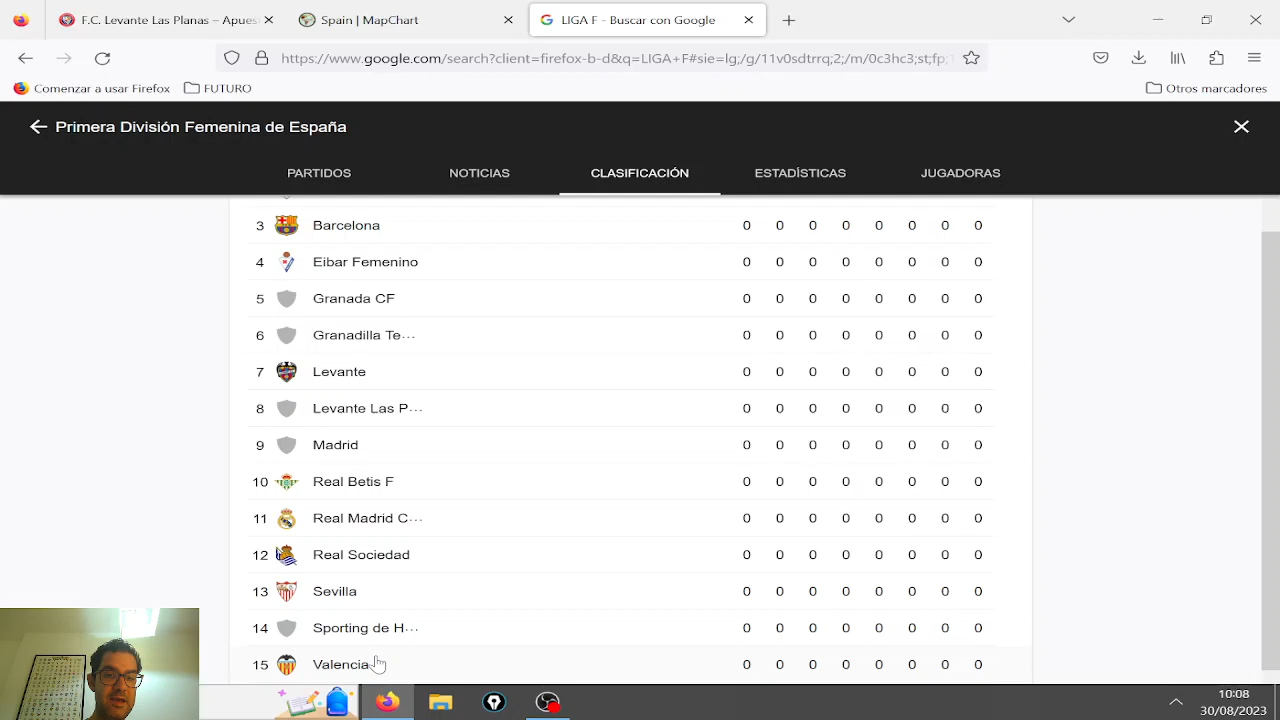 F.C. Levante Las Planas – Apues
Spain | MapChart
LIGA F - Buscar con Google
https://www.google.com/search?client=firefox-b-d&q=LIGA+F#sie=lg;/g/11v0sdtrq;2;/m/0c3hc3;st;fp;1
Comenzar a usar Firefox
FUTURO
Otros marcadores
Primera División Femenina de España
PARTIDOS NOTICIAS CLASIFICACIÓN ESTADÍSTICAS JUGADORAS
3 Barcelona 0 0 0 0 0 0 0 0
4 Eibar Femenino 0 0 0 0 0 0 0 0
5 Granada CF 0 0 0 0 0 0 0 0
6 Granadilla Te... 0 0 0 0 0 0 0 0
7 Levante 0 0 0 0 0 0 0 0
8 Levante Las P... 0 0 0 0 0 0 0 0
9 Madrid 0 0 0 0 0 0 0 0
10 Real Betis F 0 0 0 0 0 0 0 0
11 Real Madrid C... 0 0 0 0 0 0 0 0
12 Real Sociedad 0 0 0 0 0 0 0 0
13 Sevilla 0 0 0 0 0 0 0 0
14 Sporting de H... 0 0 0 0 0 0 0 0
15 Valencia 0 0 0 0 0 0 0 0
10:08
30/08/2023